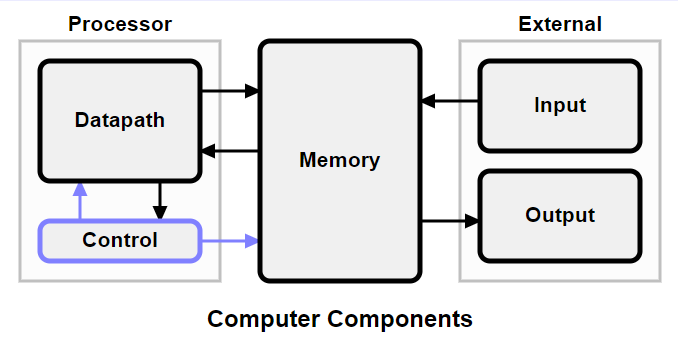 Processor
External
Datapath
Input
Memory
Output
Control
Computer Components